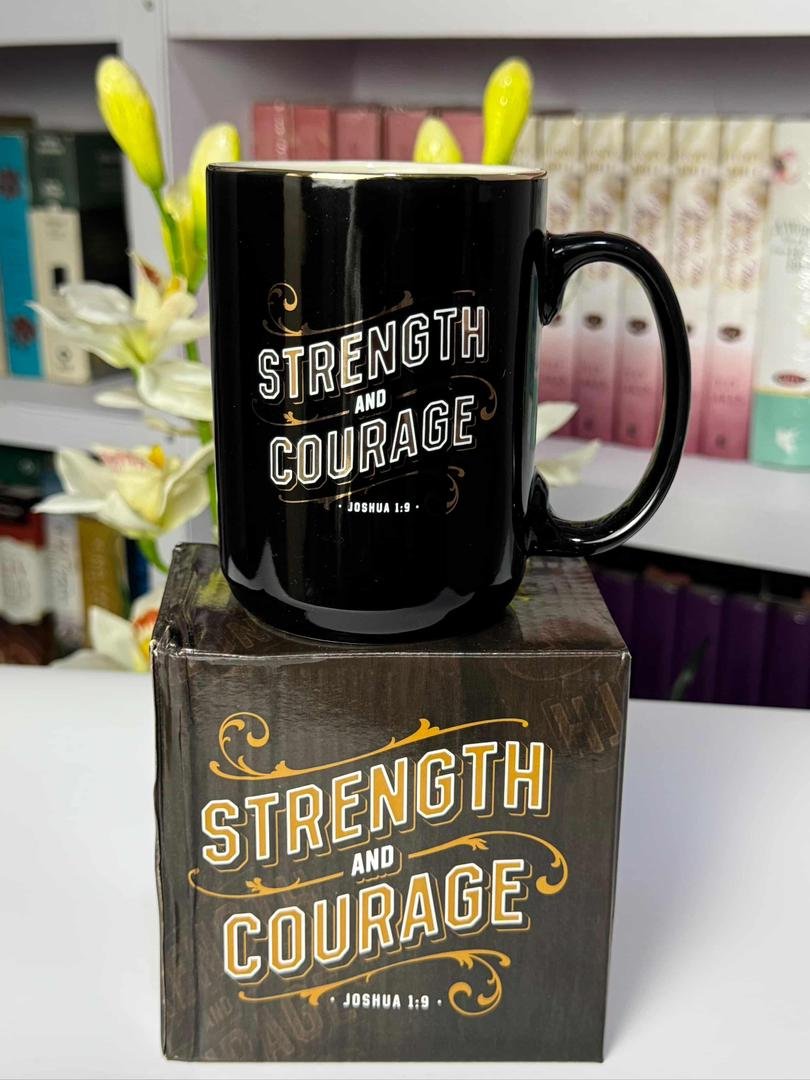 STRENGTH
AND
COURAGE
· JOSHUA 1:9 ·
STRENGTH
AND
COURAGE
· JOSHUA 1:9 ·